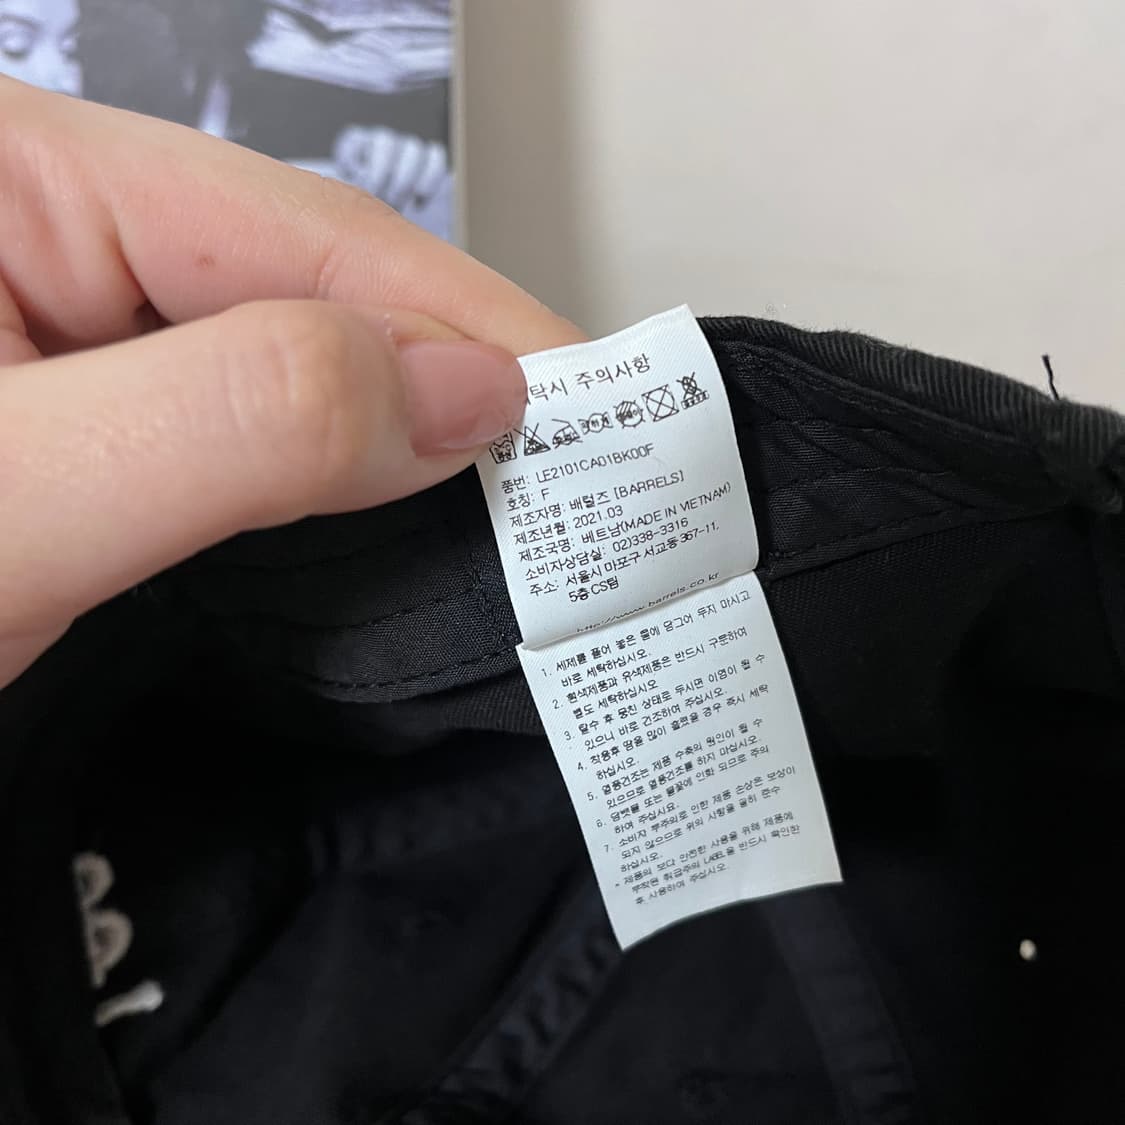 탁시 주의사항
품번: LE2101CA01BK00F
호칭: F
제조자명: 배럴즈 [BARRELS]
제조년월: 2021.03
제조국명: 베트남(MADE IN VIETNAM)
소비자상담실: 02)338-3316
주소: 서울시 마포구 서교동 367-11,
5층 CS팀
http://www.barrels.co.kr
1. 세제를 풀어 놓은 물에 담그어 두지 마시고
바로 세탁하십시오.
2. 흰색제품과 유색제품은 반드시 구분하여
별도 세탁하십시오
3. 탈수 후 뭉친 상태로 두시면 이염이 될 수
있으니 바로 건조하여 주십시오.
4. 착용후 땀을 많이 흘렸을 경우 즉시 세탁
하십시오.
5. 열풍건조는 제품 수축의 원인이 될 수
있으므로 열풍건조를 하지 마십시오.
6. 담뱃불 또는 불꽃에 인화 되므로 주의
하여 주십시요.
7. 소비자 부주의로 인한 제품 손상은 보상이
되지 않으므로 위의 사항을 필히 준수
하십시오.
* 제품의 보다 안전한 사용을 위해 제품에
부착된 취급주의 LABEL을 반드시 확인한
후 사용하여 주십시오.